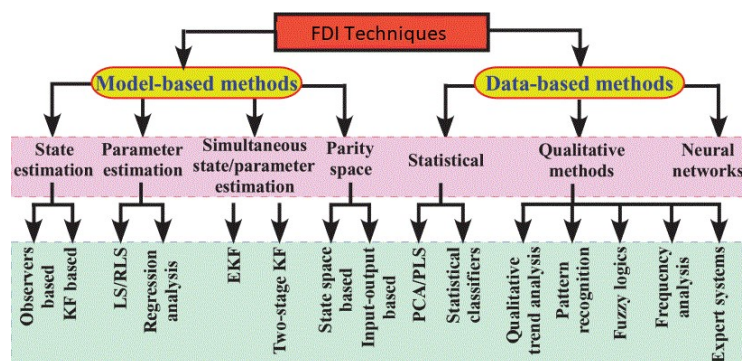 FDI Techniques
Model-based methods
Data-based methods
State
estimation
Parameter
estimation
Simultaneous
state/parameter
estimation
Parity
space
Statistical
Qualitative
methods
Neural
networks
Observers
based
KF based
LS/RLS
Regression
analysis
EKF
Two-stage KF
State space
based
Input-output
based
PCA/PLS
Statistical
classifiers
Qualitative
trend analysis
Pattern
recognition
Fuzzy logics
Frequency
analysis
Expert systems